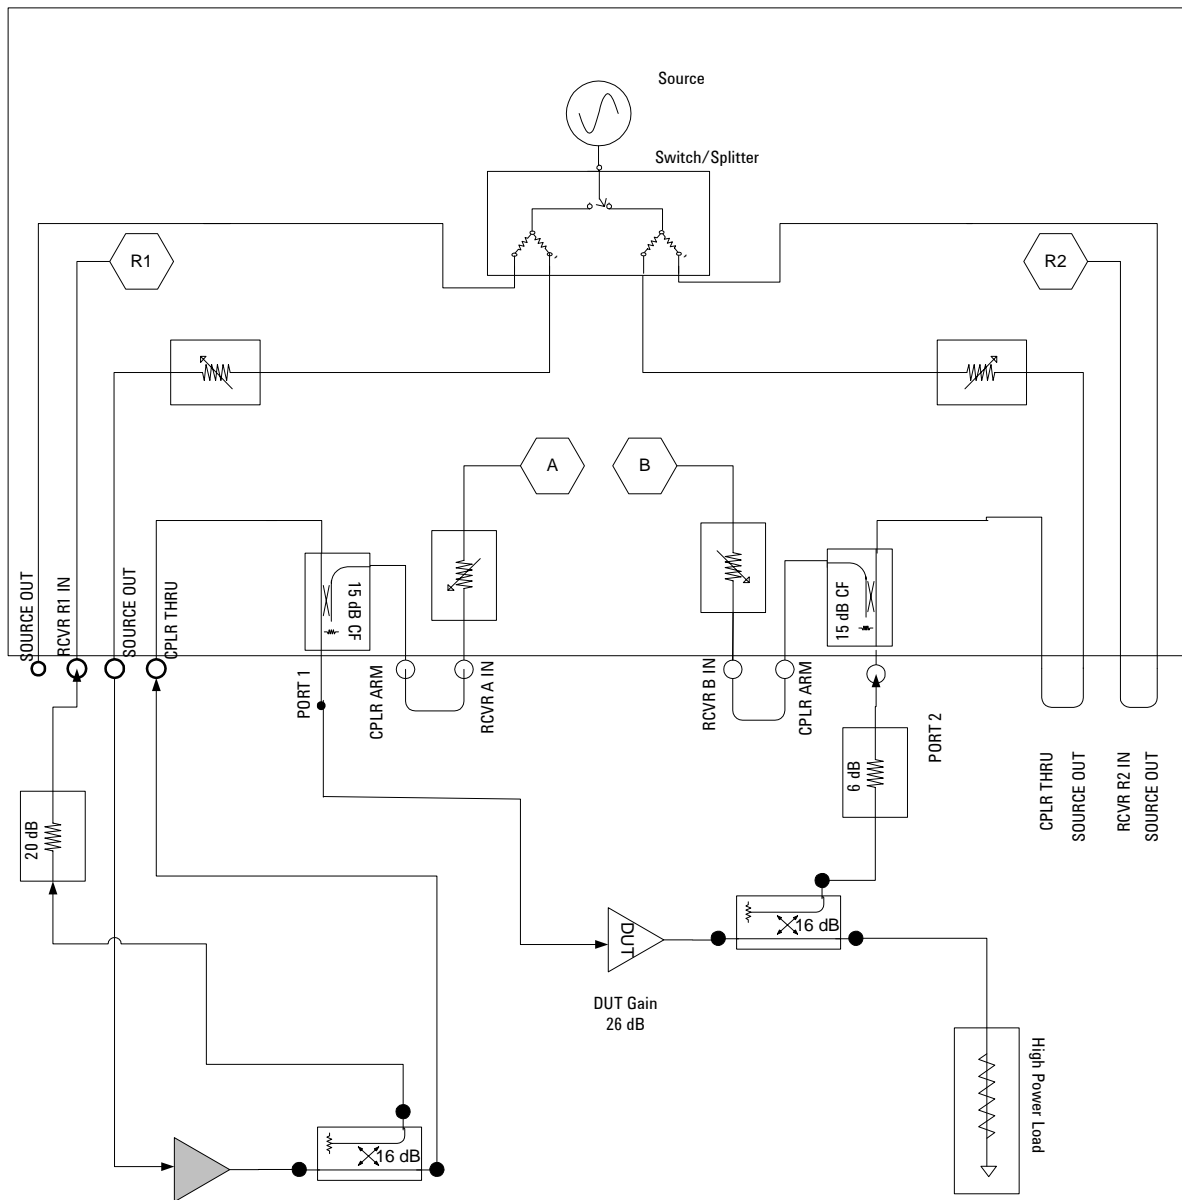 Source
Switch/Splitter
R1
R2
A
B
SOURCE OUT
RCVR R1 IN
SOURCE OUT
CPLR THRU
15 dB CF
PORT 1
CPLR ARM
RCVR A IN
RCVR B IN
CPLR ARM
15 dB CF
PORT 2
CPLR THRU
SOURCE OUT
RCVR R2 IN
SOURCE OUT
20 dB
6 dB
16 dB
DUT
DUT Gain
26 dB
High Power Load
16 dB